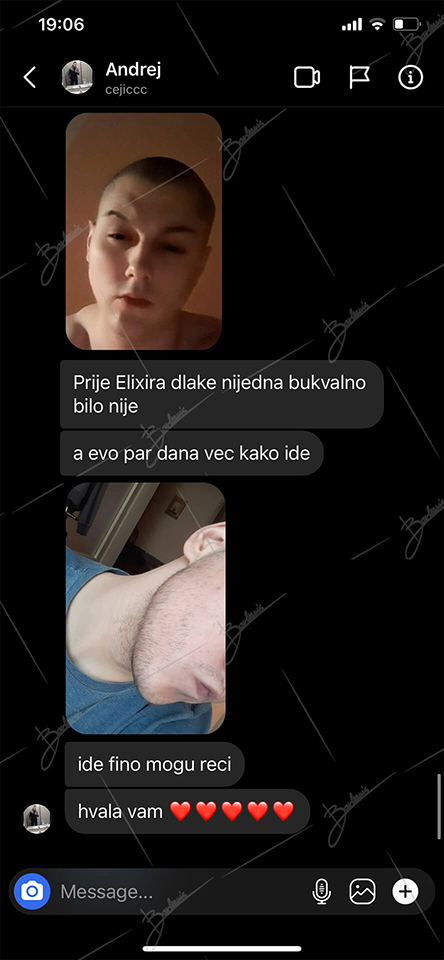 19:06
Andrej
cejiccc
Prije Elixira dlake nijedna bukvalno
bilo nije
a evo par dana vec kako ide
ide fino mogu reci
hvala vam ❤️❤️❤️❤️❤️
Message...